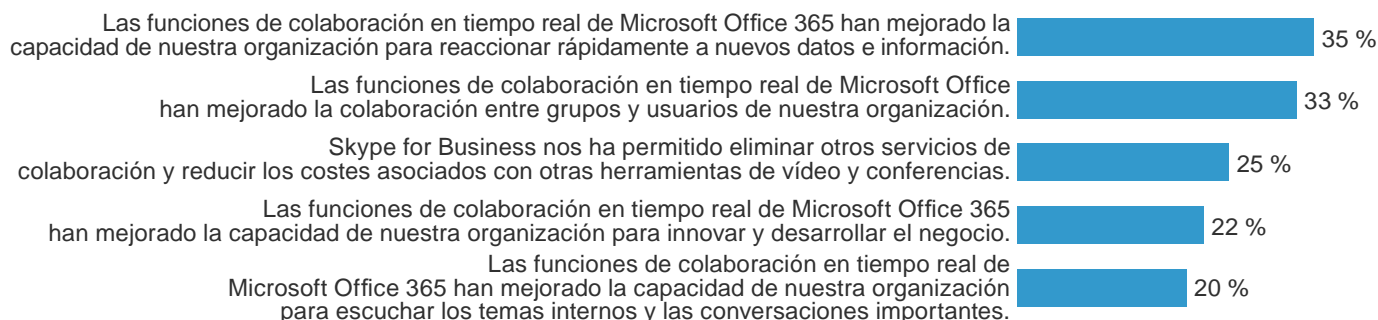 Las funciones de colaboración en tiempo real de Microsoft Office 365 han mejorado la
capacidad de nuestra organización para reaccionar rápidamente a nuevos datos e información.
35 %
Las funciones de colaboración en tiempo real de Microsoft Office
han mejorado la colaboración entre grupos y usuarios de nuestra organización.
33 %
Skype for Business nos ha permitido eliminar otros servicios de
colaboración y reducir los costes asociados con otras herramientas de vídeo y conferencias.
25 %
Las funciones de colaboración en tiempo real de Microsoft Office 365
han mejorado la capacidad de nuestra organización para innovar y desarrollar el negocio.
22 %
Las funciones de colaboración en tiempo real de
Microsoft Office 365 han mejorado la capacidad de nuestra organización
para escuchar los temas internos y las conversaciones importantes.
20 %